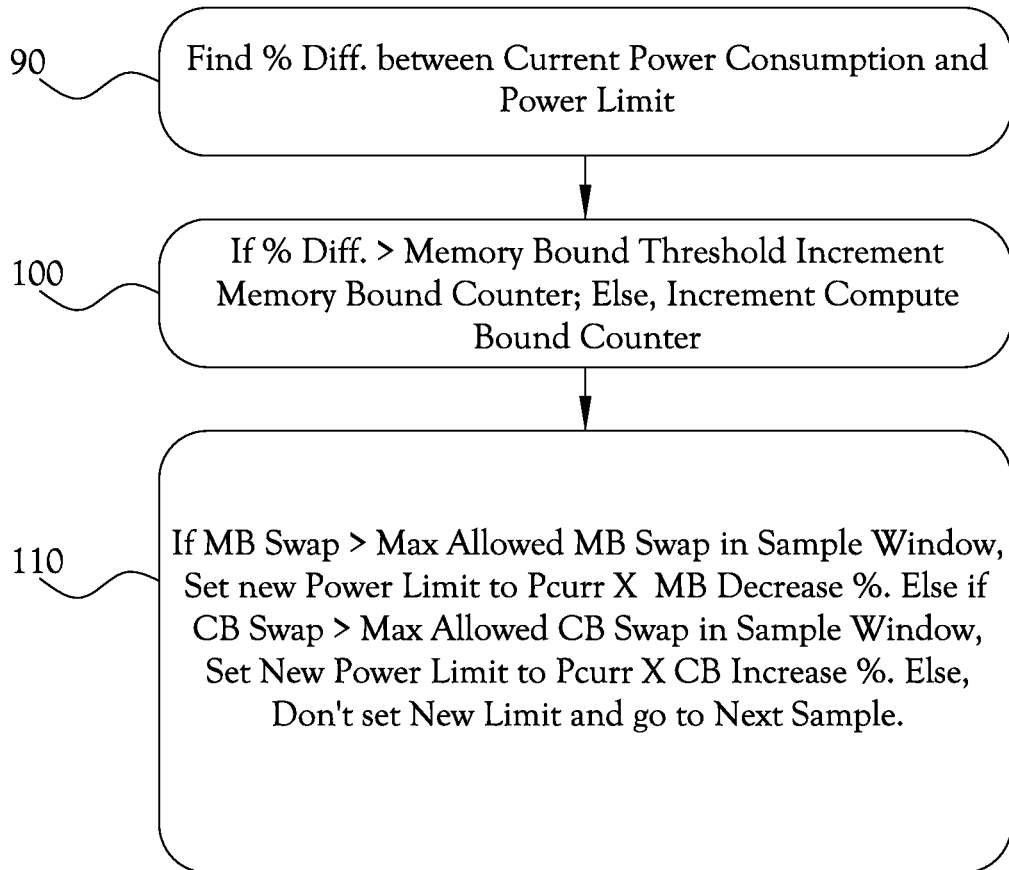 90
Find % Diff. between Current Power Consumption and
Power Limit
100
If % Diff. > Memory Bound Threshold Increment
Memory Bound Counter; Else, Increment Compute
Bound Counter
110
If MB Swap > Max Allowed MB Swap in Sample Window,
Set new Power Limit to Pcurr X MB Decrease %. Else if
CB Swap > Max Allowed CB Swap in Sample Window,
Set New Power Limit to Pcurr X CB Increase %. Else,
Don't set New Limit and go to Next Sample.